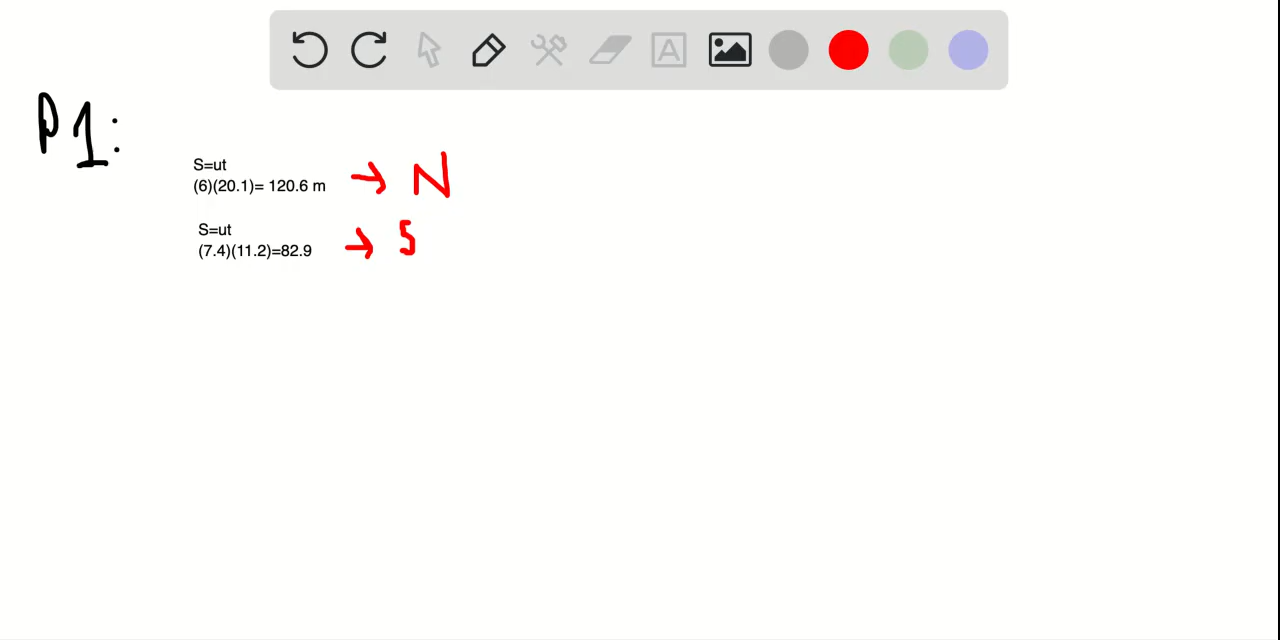 P1:
S=ut
(6)(20.1)= 120.6 m → N
S=ut
(7.4)(11.2)=82.9 → S